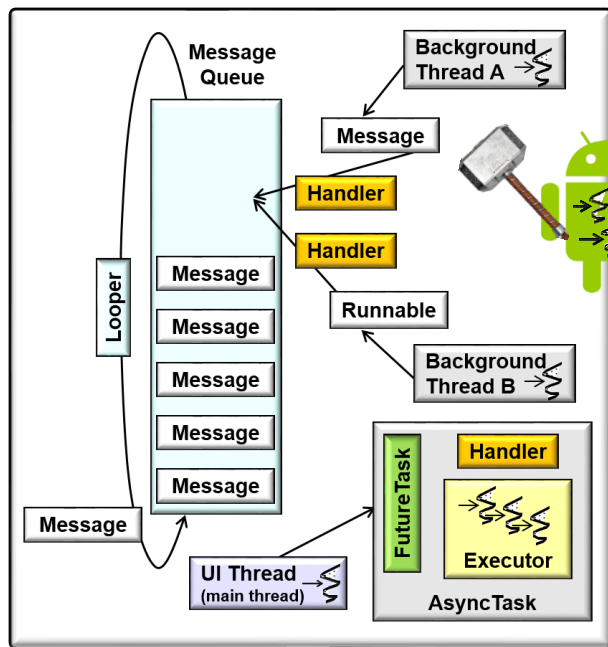 Message
Queue
Background
Thread A
Message
Handler
Handler
Looper
Message
Runnable
Message
Message
Background
Thread B
Message
Message
Message
FutureTask
Handler
Executor
AsyncTask
UI Thread
(main thread)